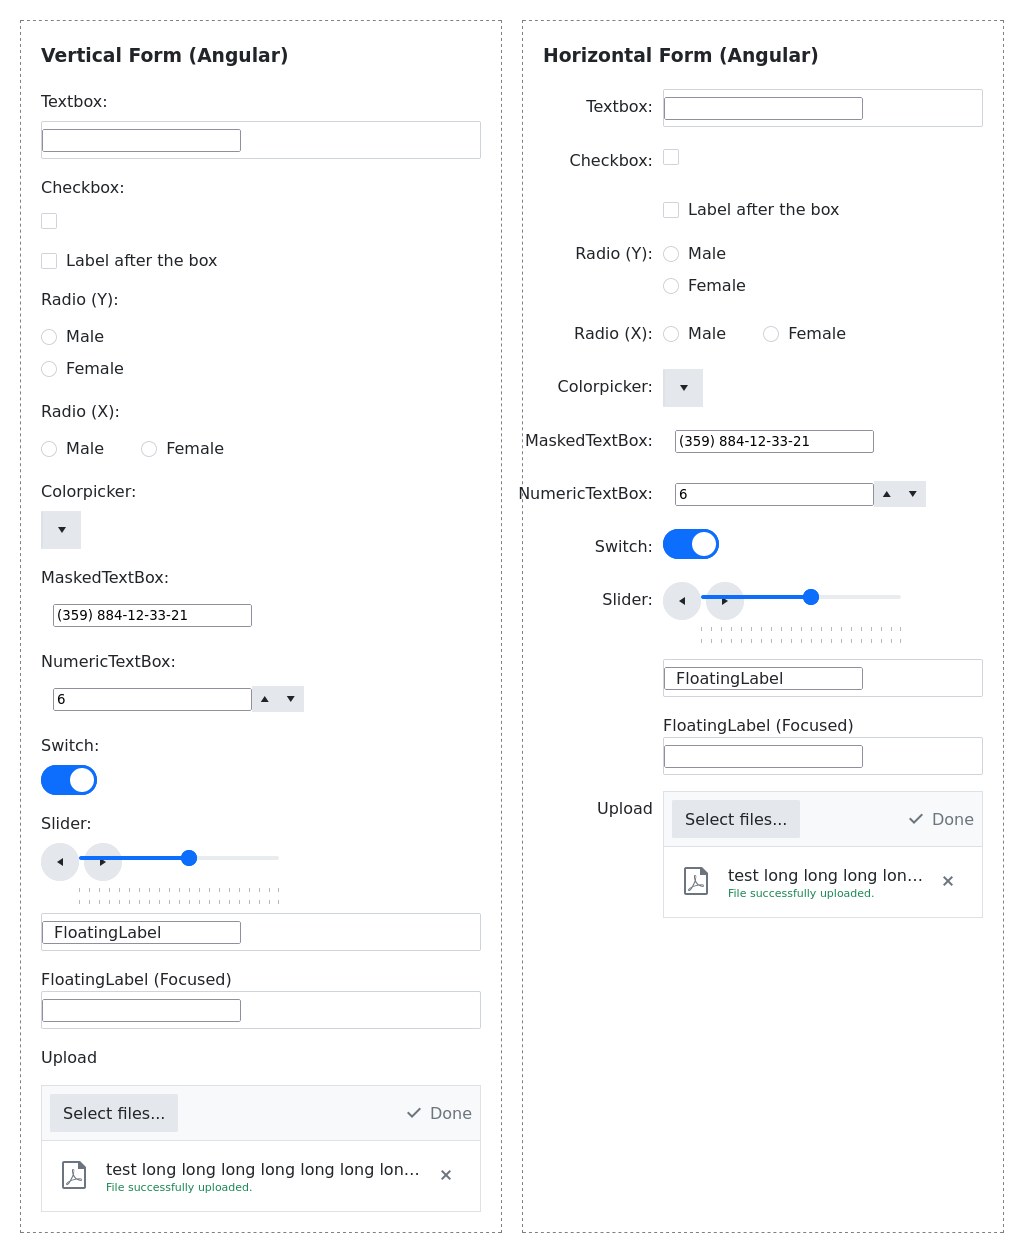 Vertical Form (Angular)
Textbox:
Checkbox:
Label after the box
Radio (Y):
Male
Female
Radio (X):
Male Female
Colorpicker:
MaskedTextBox:
(359) 884-12-33-21
NumericTextBox:
6
Switch:
Slider:
FloatingLabel
FloatingLabel (Focused)
Upload
Select files... Done
test long long long long long long lon...
File successfully uploaded.
Horizontal Form (Angular)
Textbox:
Checkbox:
Label after the box
Radio (Y): Male
Female
Radio (X): Male Female
Colorpicker:
MaskedTextBox: (359) 884-12-33-21
NumericTextBox: 6
Switch:
Slider:
FloatingLabel
FloatingLabel (Focused)
Upload Select files... Done
test long long long lon...
File successfully uploaded.